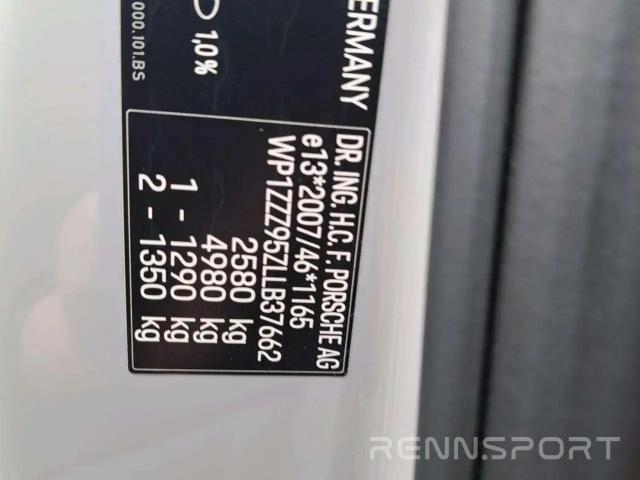 GERMANY
1,0%
000.101.BS
DR. ING. H.C. F. PORSCHE AG
e13*2007/46*1165
WP1ZZZ95ZLLB37662
2580 kg
4980 kg
1 - 1290 kg
2 - 1350 kg
RENNSPORT